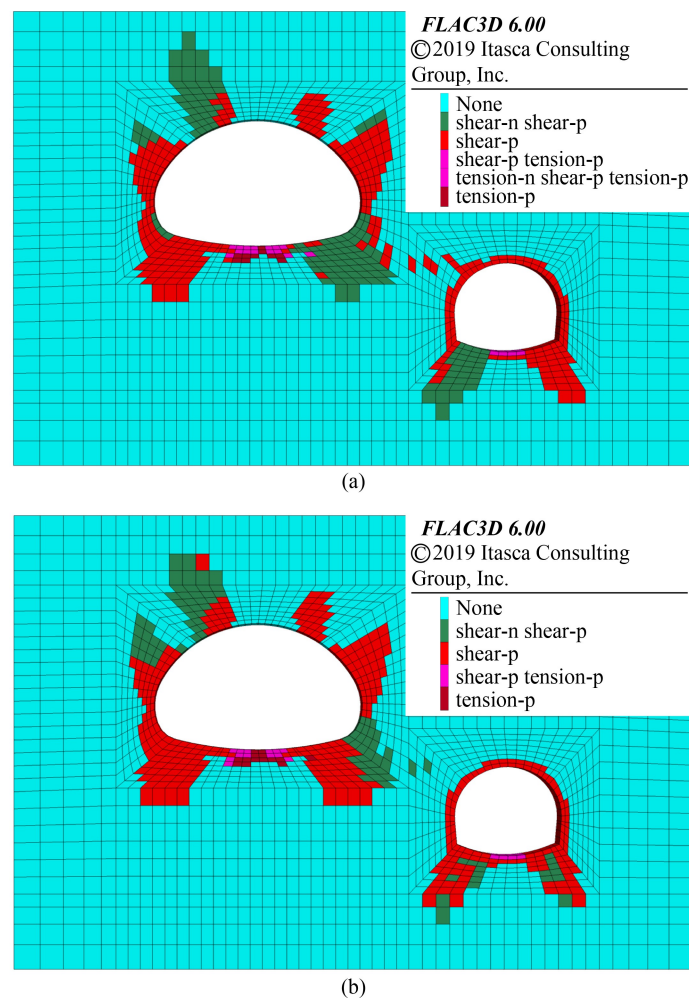 FLAC3D 6.00
©2019 Itasca Consulting
Group, Inc.
None
shear-n shear-p
shear-p
shear-p tension-p
tension-n shear-p tension-p
tension-p
(a)
FLAC3D 6.00
©2019 Itasca Consulting
Group, Inc.
None
shear-n shear-p
shear-p
shear-p tension-p
tension-p
(b)